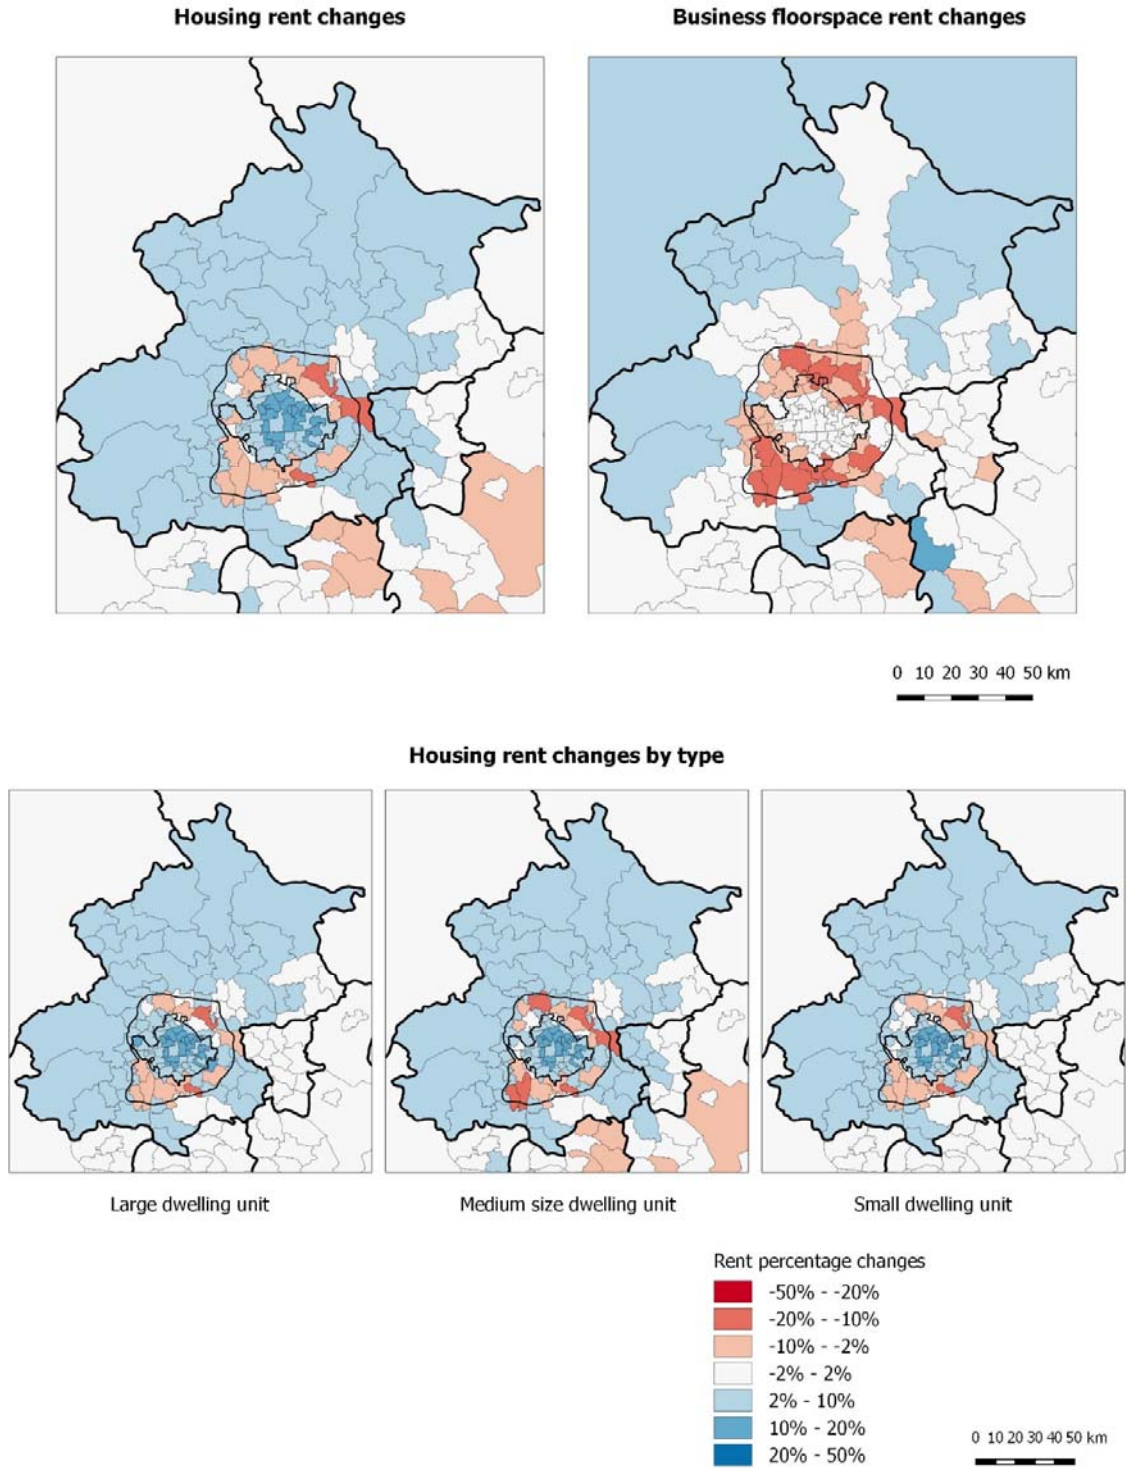 Housing rent changes
Business floorspace rent changes
0 10 20 30 40 50 km
Housing rent changes by type
Large dwelling unit
Medium size dwelling unit
Small dwelling unit
Rent percentage changes
-50% - -20%
-20% - -10%
-10% - -2%
-2% - 2%
2% - 10%
10% - 20%
20% - 50%
0 10 20 30 40 50 km